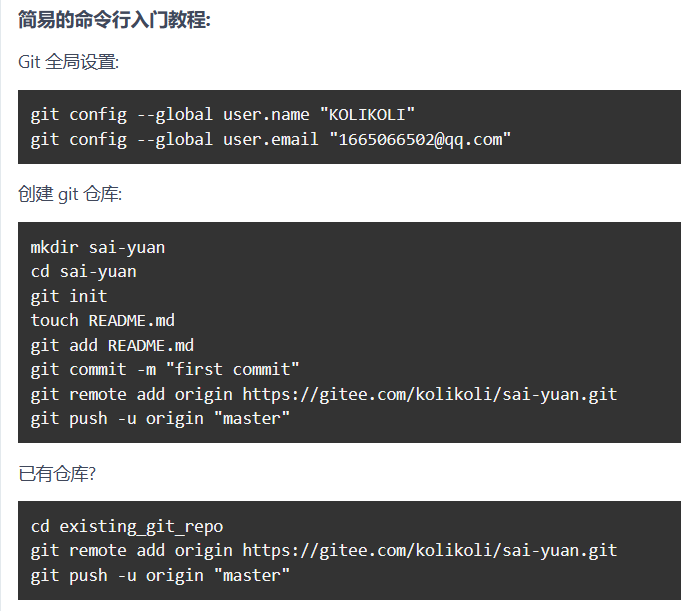 简易的命令行入门教程:
Git 全局设置:
git config --global user.name "KOLIKOLI"
git config --global user.email "1665066502@qq.com"
创建 git 仓库:
mkdir sai-yuan
cd sai-yuan
git init
touch README.md
git add README.md
git commit -m "first commit"
git remote add origin https://gitee.com/kolikoli/sai-yuan.git
git push -u origin "master"
已有仓库?
cd existing_git_repo
git remote add origin https://gitee.com/kolikoli/sai-yuan.git
git push -u origin "master"